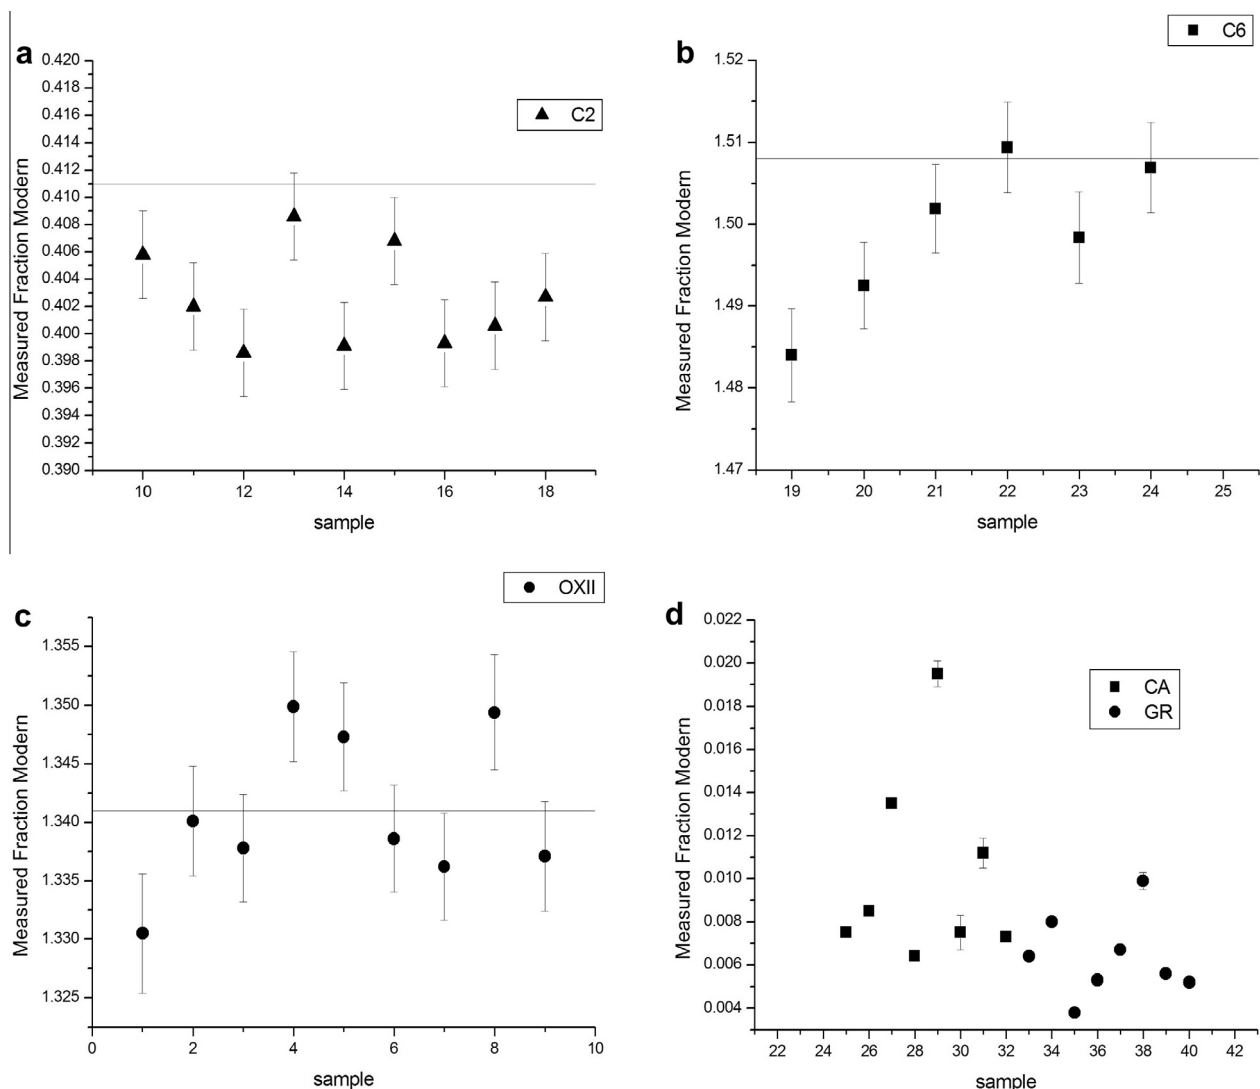 a
C2
Measured Fraction Modern
0.420
0.418
0.416
0.414
0.412
0.410
0.408
0.406
0.404
0.402
0.400
0.398
0.396
0.394
0.392
0.390
10 12 14 16 18
sample
b
C6
Measured Fraction Modern
1.52
1.51
1.50
1.49
1.48
1.47
19 20 21 22 23 24 25
sample
c
OXII
Measured Fraction Modern
1.355
1.350
1.345
1.340
1.335
1.330
1.325
0 2 4 6 8 10
sample
d
CA
GR
Measured Fraction Modern
0.022
0.020
0.018
0.016
0.014
0.012
0.010
0.008
0.006
0.004
22 24 26 28 30 32 34 36 38 40 42
sample